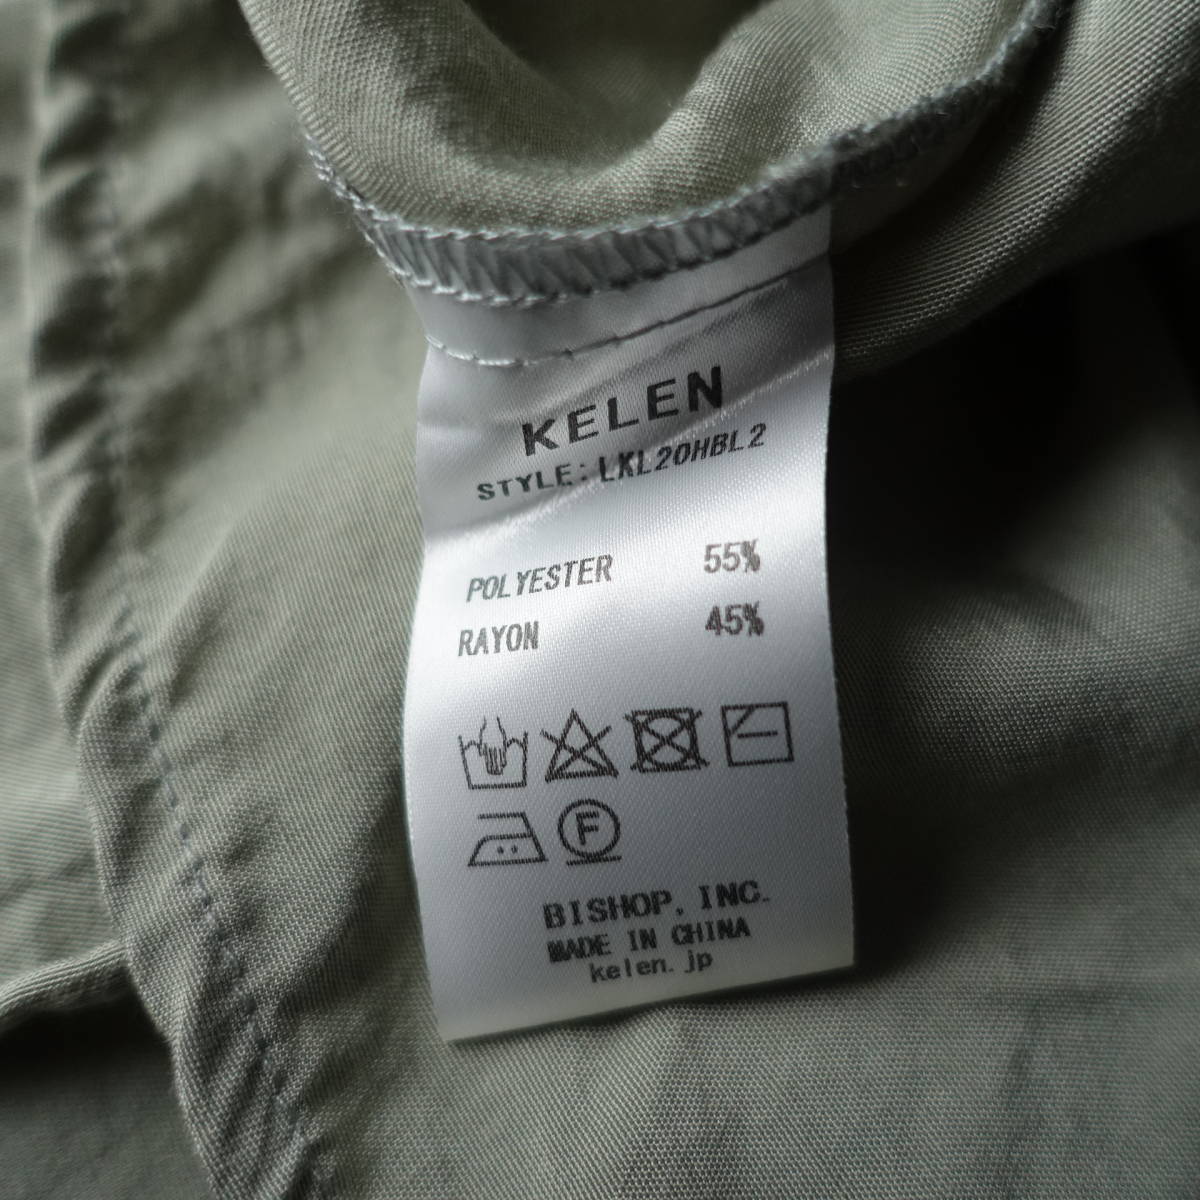 KELEN
STYLE: LKL20HBL2
POLYESTER 55%
RAYON 45%
F
BISHOP, INC.
MADE IN CHINA
kelen.jp